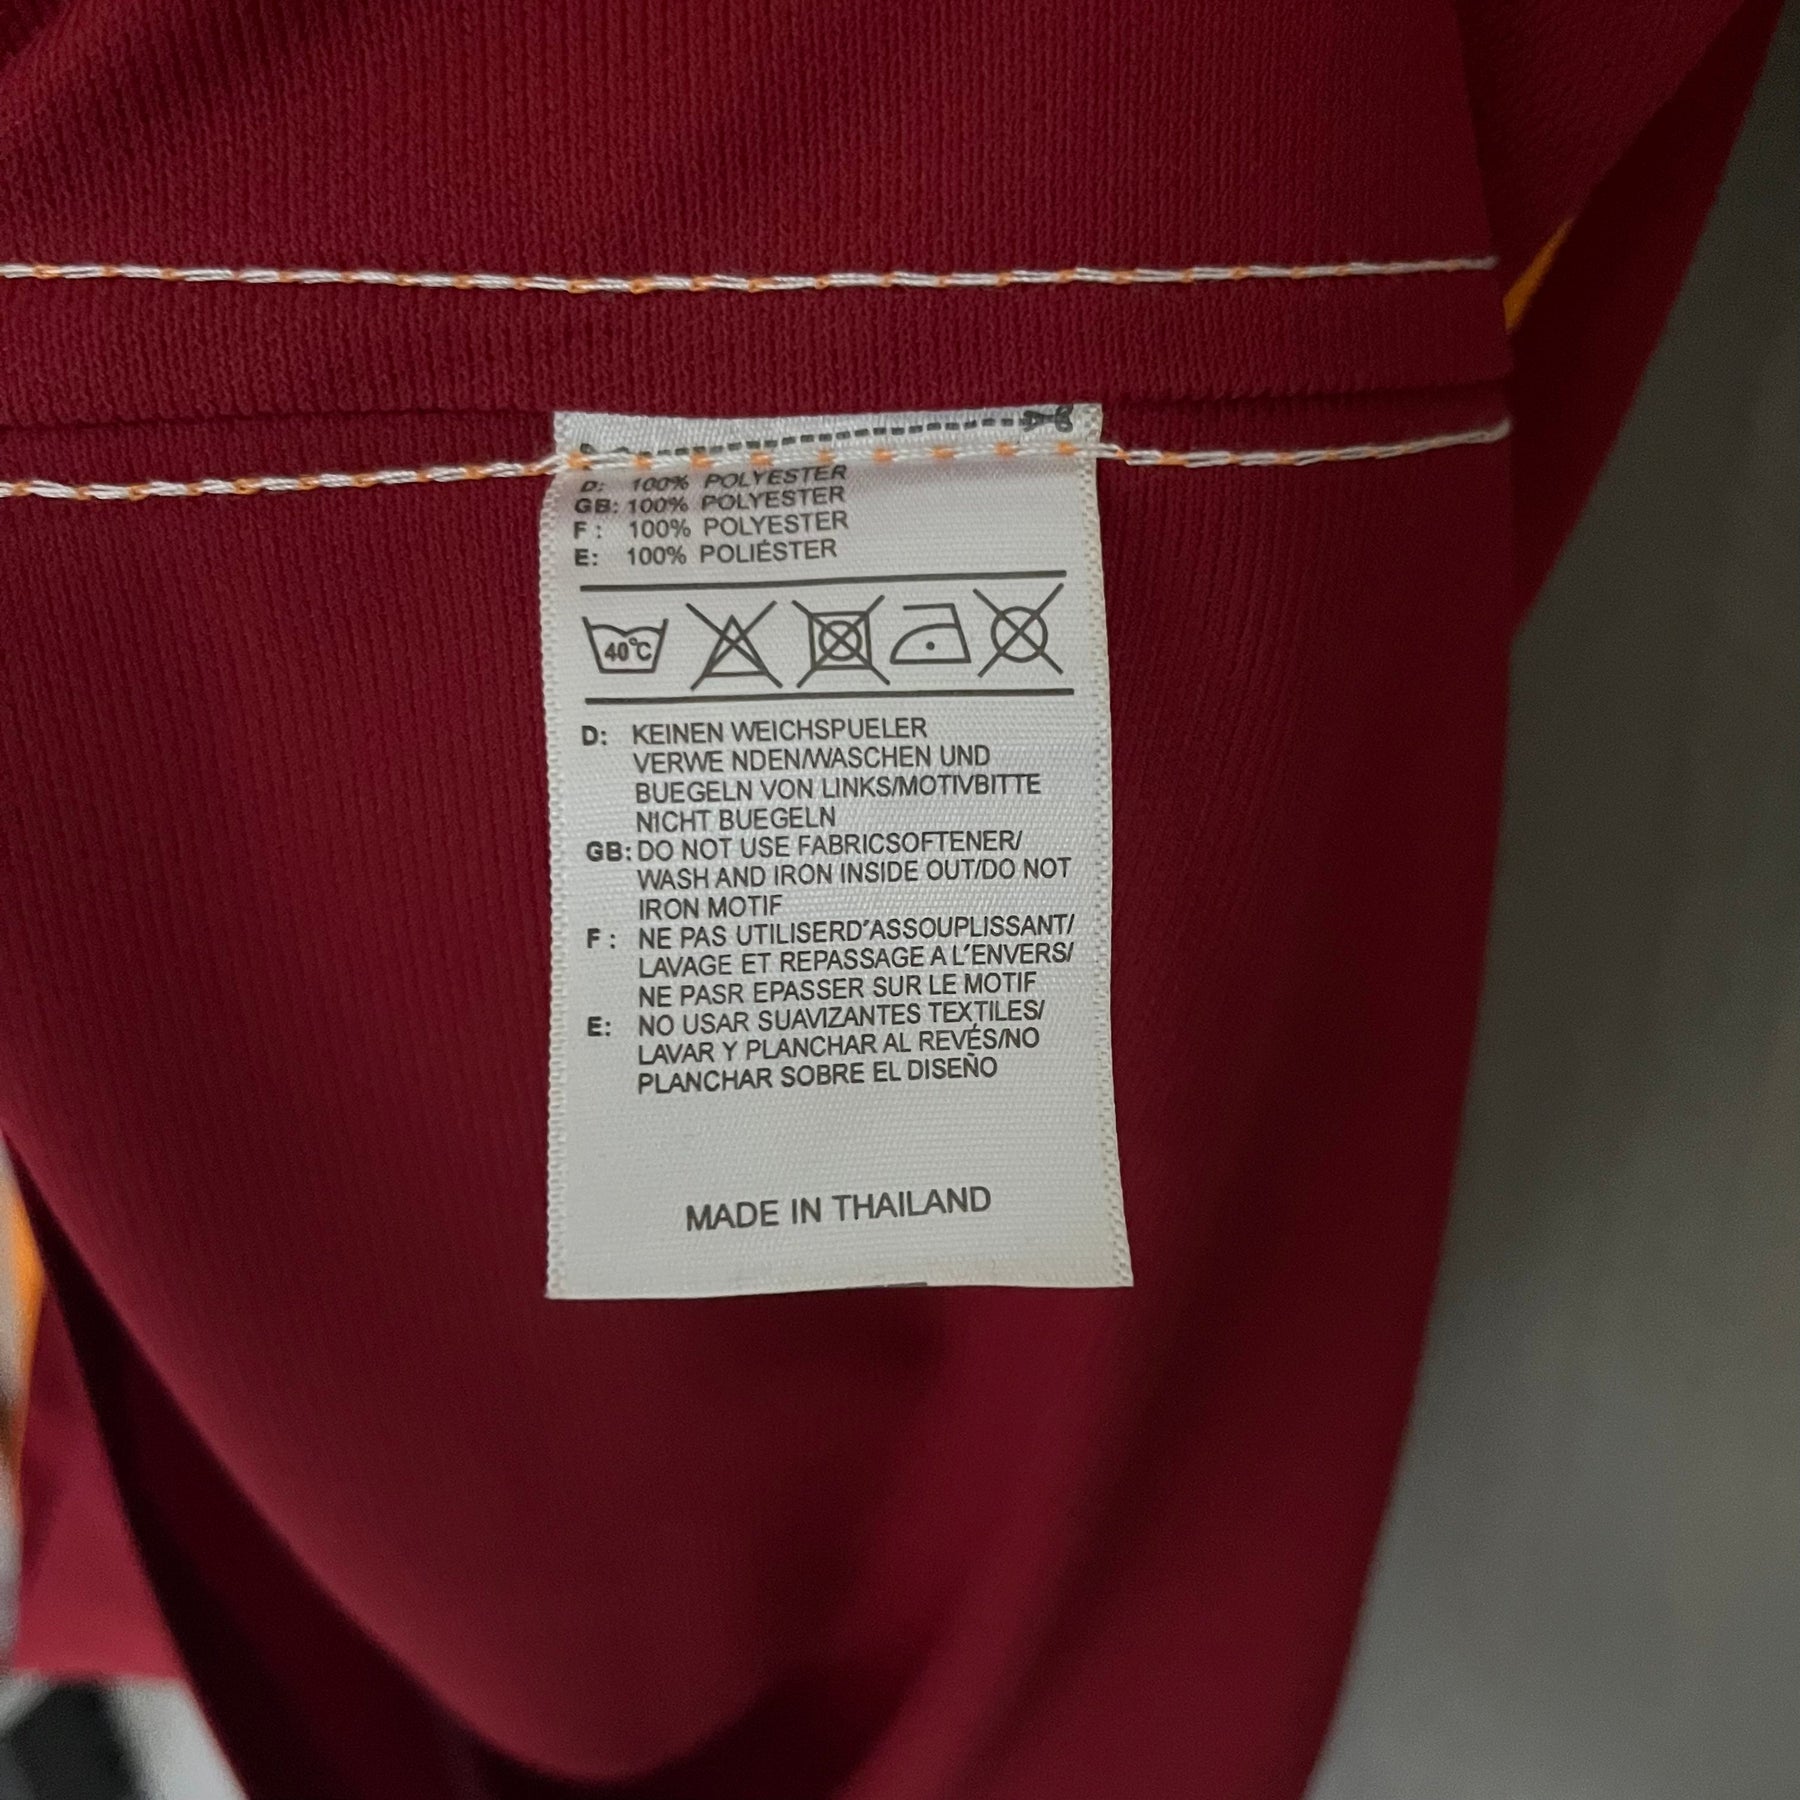 D: 100% POLYESTER
GB: 100% POLYESTER
F : 100% POLYESTER
E: 100% POLIÉSTER
40°C
D: KEINEN WEICHSPUELER
VERWE NDEN/WASCHEN UND
BUEGELN VON LINKS/MOTIVBITTE
NICHT BUEGELN
GB: DO NOT USE FABRICSOFTENER/
WASH AND IRON INSIDE OUT/DO NOT
IRON MOTIF
F : NE PAS UTILISERD'ASSOUPLISSANT/
LAVAGE ET REPASSAGE A L'ENVERS/
NE PASR EPASSER SUR LE MOTIF
E: NO USAR SUAVIZANTES TEXTILES/
LAVAR Y PLANCHAR AL REVÉS/NO
PLANCHAR SOBRE EL DISEÑO
MADE IN THAILAND